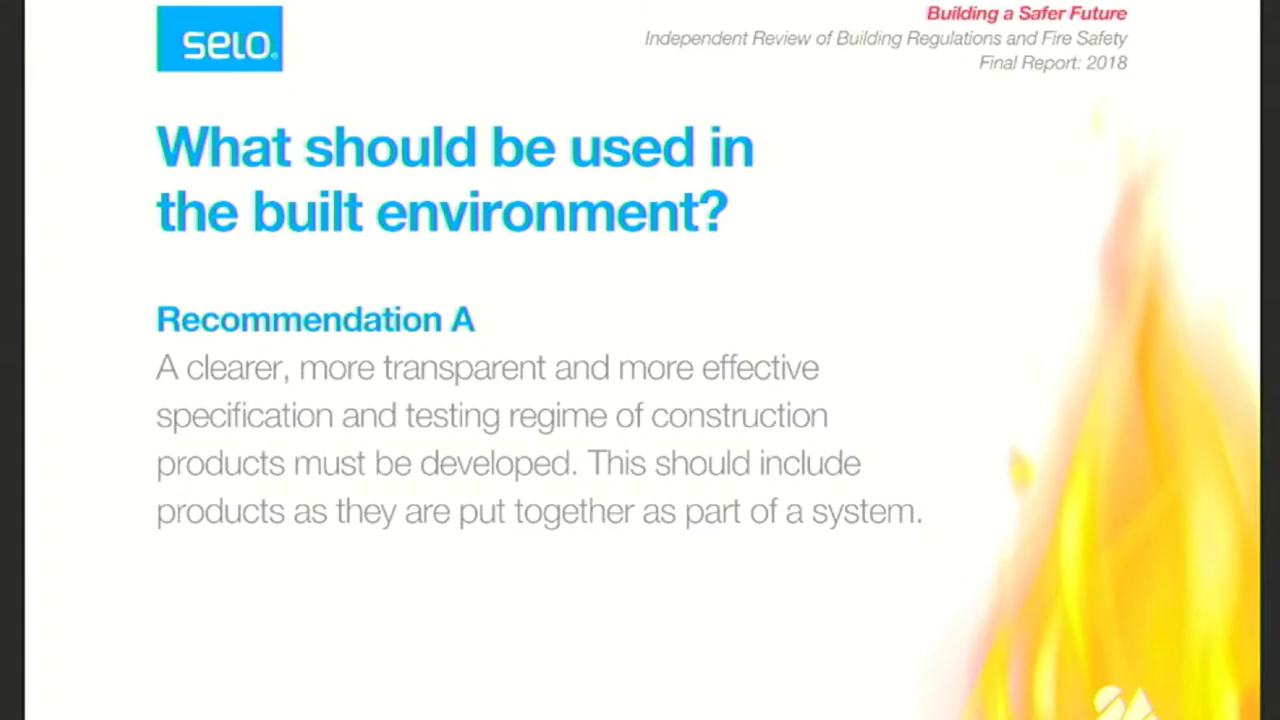 selo
Building a Safer Future
Independent Review of Building Regulations and Fire Safety
Final Report: 2018
What should be used in
the built environment?
Recommendation A
A clearer, more transparent and more effective
specification and testing regime of construction
products must be developed. This should include
products as they are put together as part of a system.